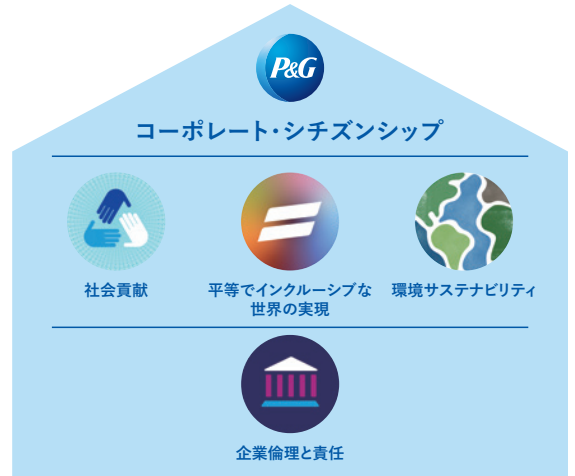 P&G
コーポレート・シチズンシップ
社会貢献
平等でインクルーシブな
世界の実現
環境サステナビリティ
企業倫理と責任